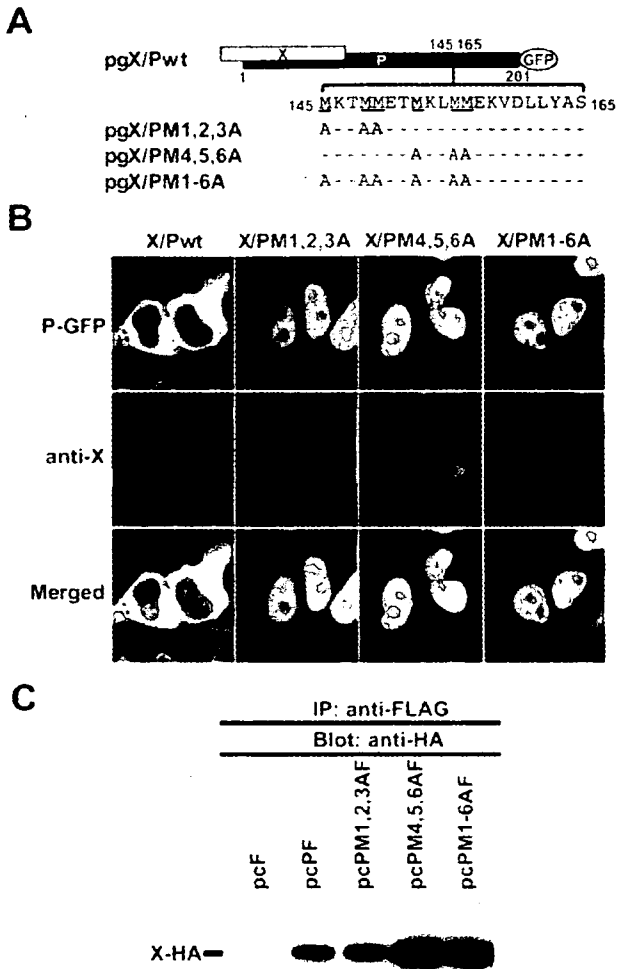 A
pgX/Pwt
X
P
145 165
GFP
1
201
145 MKTMMETMKLMMEKVDLLYAS 165
pgX/PM1,2,3A A--AA----------------
pgX/PM4,5,6A -------A--AA---------
pgX/PM1-6A A--AA--A--AA---------
B
X/Pwt X/PM1,2,3A X/PM4,5,6A X/PM1-6A
P-GFP
anti-X
Merged
C
IP: anti-FLAG
Blot: anti-HA
pcF
pcPF
pcPM1,2,3AF
pcPM4,5,6AF
pcPM1-6AF
X-HA